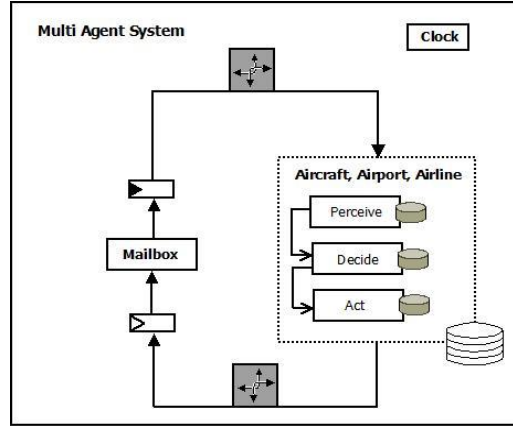 Multi Agent System
Clock
Aircraft, Airport, Airline
Perceive
Mailbox
Decide
Act